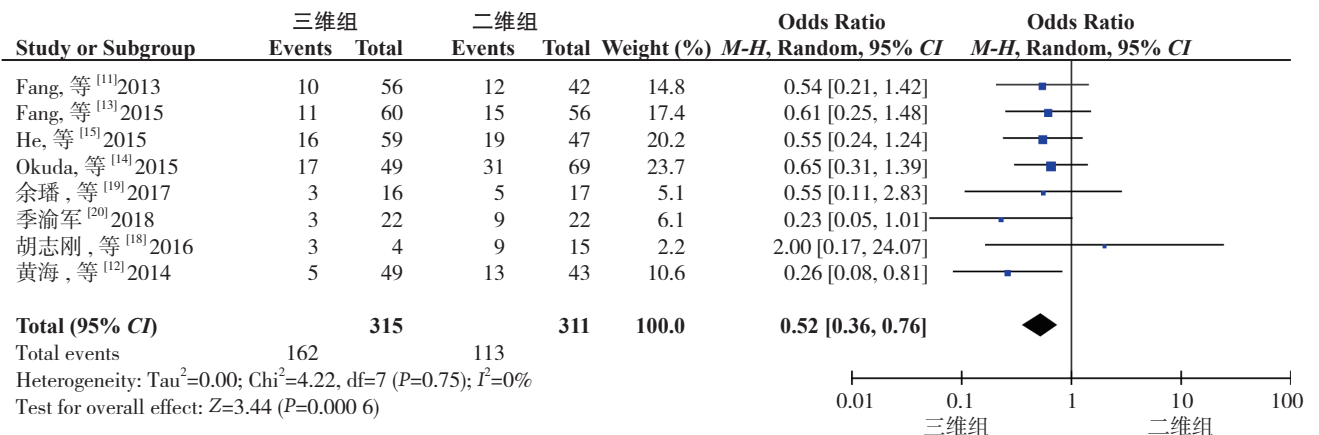 三维组 二维组 Odds Ratio Odds Ratio
Study or Subgroup Events Total Events Total Weight (%) M-H, Random, 95% CI M-H, Random, 95% CI
Fang, 等 [11]2013 10 56 12 42 14.8 0.54 [0.21, 1.42]
Fang, 等 [13]2015 11 60 15 56 17.4 0.61 [0.25, 1.48]
He, 等 [15]2015 16 59 19 47 20.2 0.55 [0.24, 1.24]
Okuda, 等 [14]2015 17 49 31 69 23.7 0.65 [0.31, 1.39]
余璠 , 等 [19]2017 3 16 5 17 5.1 0.55 [0.11, 2.83]
季渝军 [20]2018 3 22 9 22 6.1 0.23 [0.05, 1.01]
胡志刚 , 等 [18]2016 3 4 9 15 2.2 2.00 [0.17, 24.07]
黄海 , 等 [12]2014 5 49 13 43 10.6 0.26 [0.08, 0.81]
Total (95% CI) 315 311 100.0 0.52 [0.36, 0.76]
Total events 162 113
Heterogeneity: Tau²=0.00; Chi²=4.22, df=7 (P=0.75); I²=0%
Test for overall effect: Z=3.44 (P=0.000 6)
0.01 0.1 1 10 100
三维组 二维组